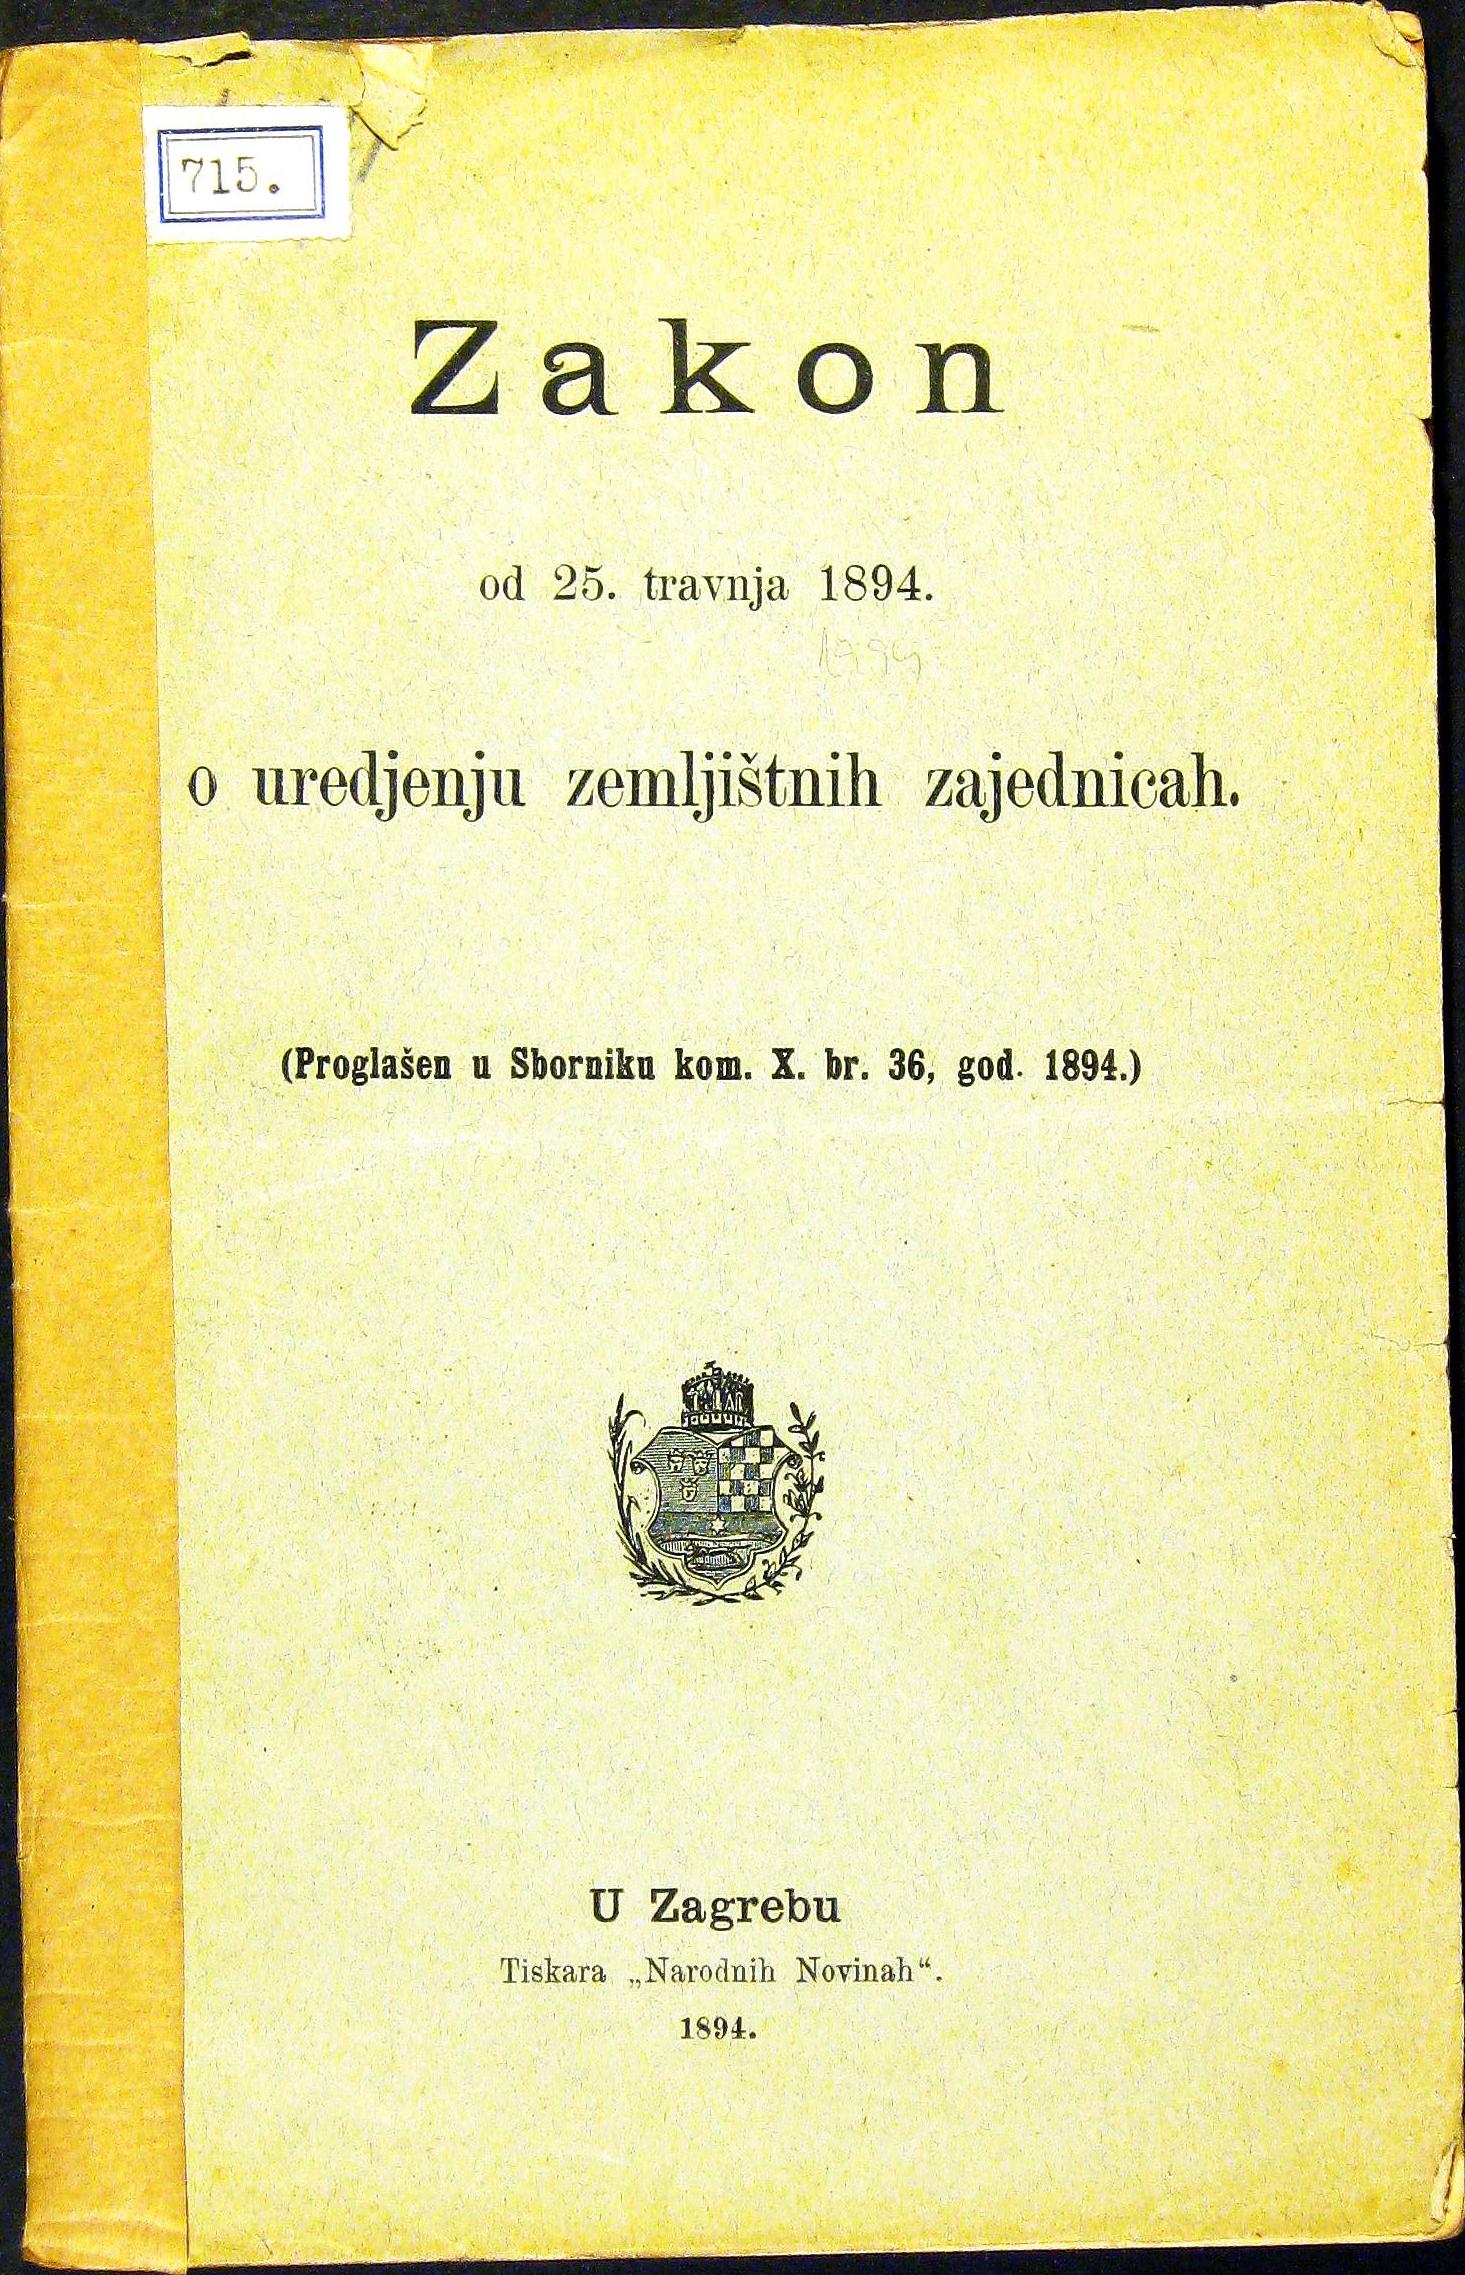 715.
Zakon
od 25. travnja 1894.
o uredjenju zemljištnih zajednicah.
(Proglašen u Sborniku kom. X. br. 36, god. 1894.)
U Zagrebu
Tiskara „Narodnih Novinah“.
1894.